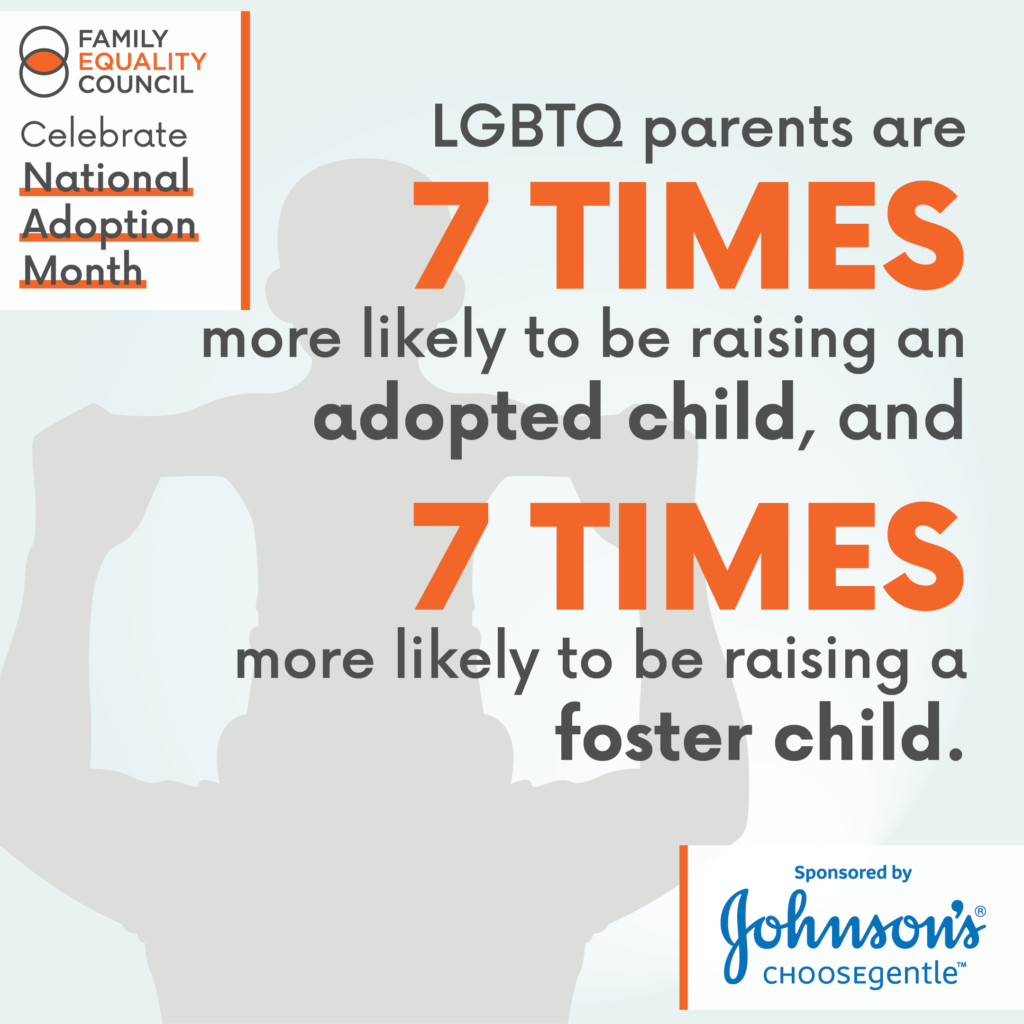 FAMILY
EQUALITY
COUNCIL
Celebrate
National
Adoption
Month
LGBTQ parents are
7 TIMES
more likely to be raising an
adopted child, and
7 TIMES
more likely to be raising a
foster child.
Sponsored by
Johnson's®
CHOOSEgentle™